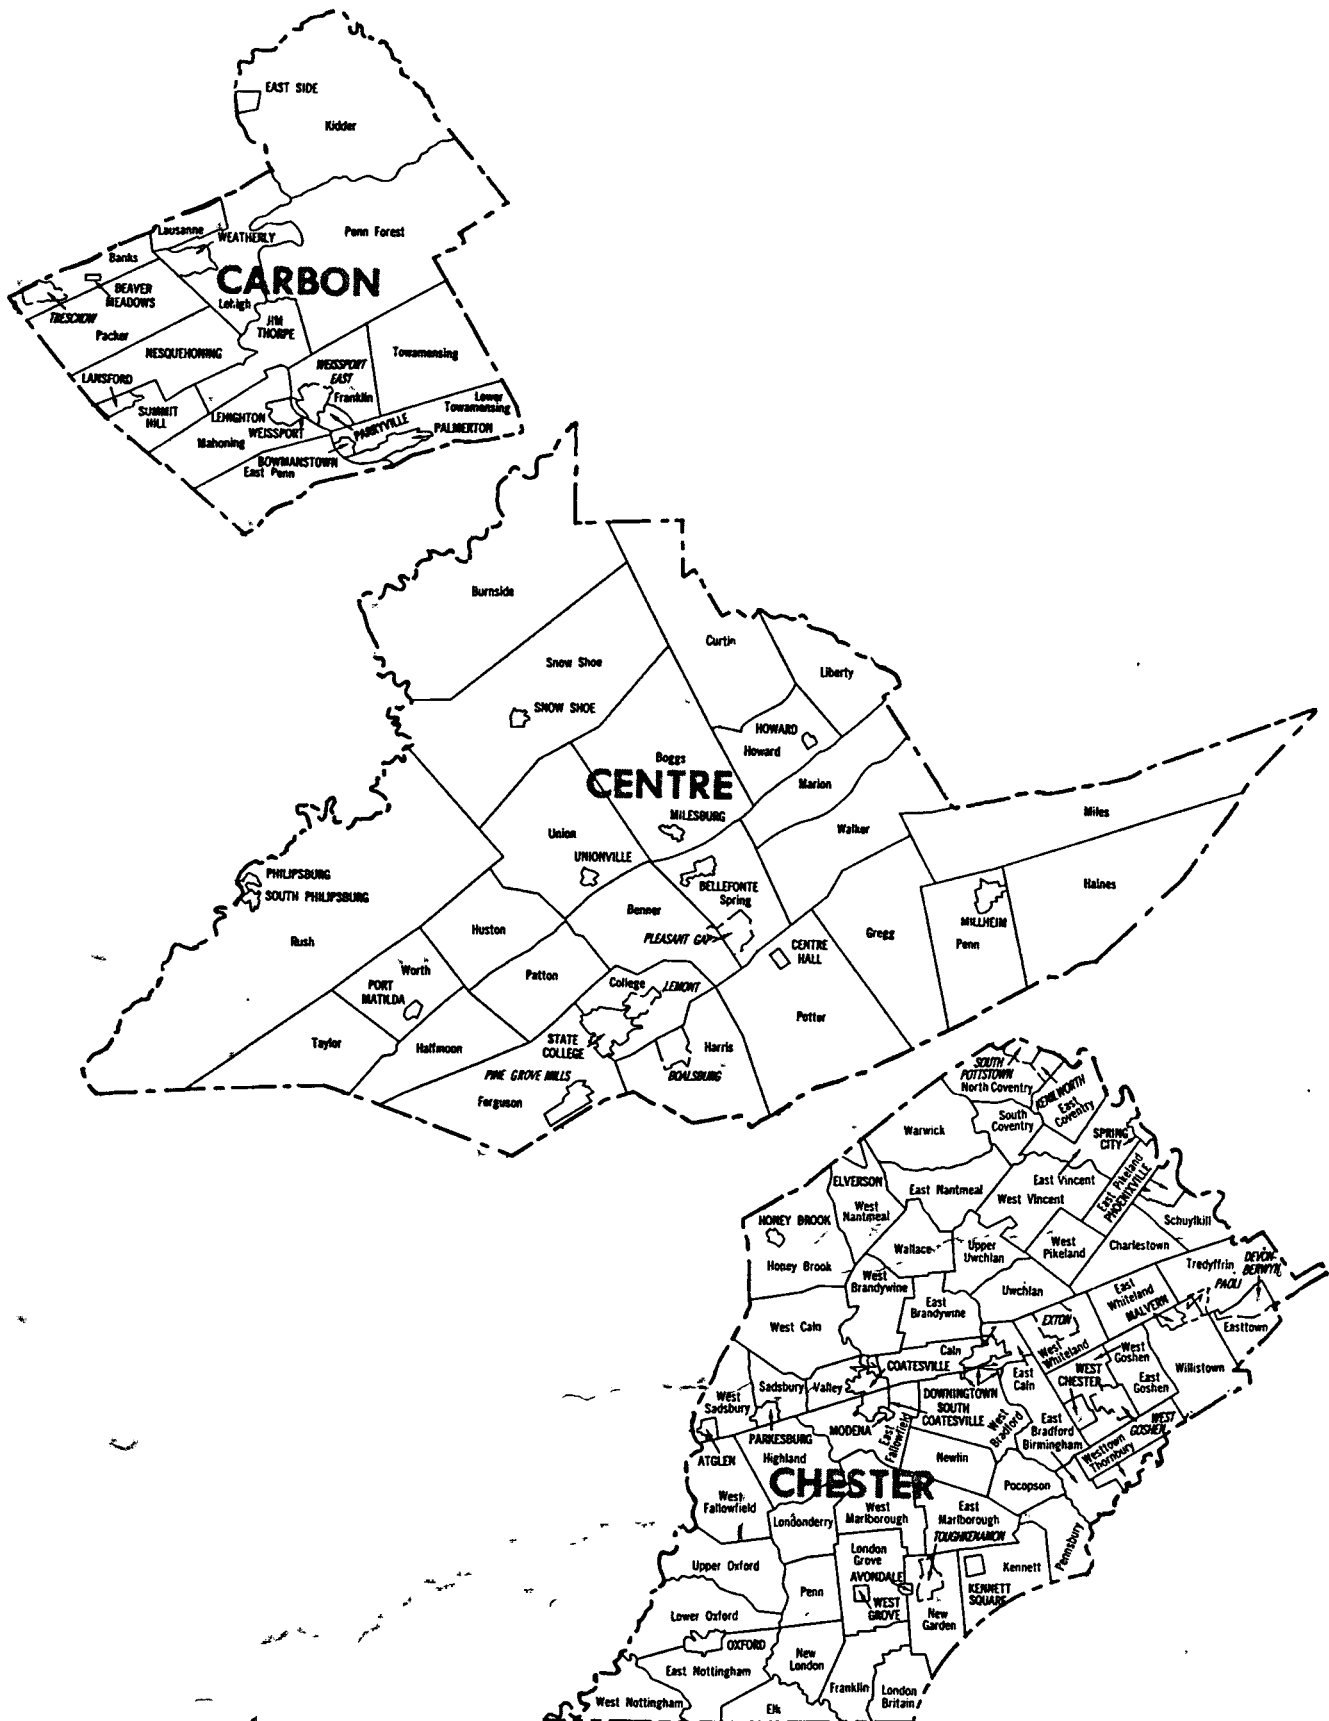 EAST SIDE
Kidder
Lausanne
WEATHERLY
Penn Forest
Banks
CARBON
BEAVER
MEADOWS
TRESCKOW
Lehigh
JIM
THORPE
Packer
NESQUEHONING
Towamensing
WEISSPORT
EAST
LANSFORD
Franklin
Lower
Towamensing
SUMMIT
HILL
LEHIGHTON
WEISSPORT
PARRYVILLE
PALMERTON
Mahoning
BOWMANSTOWN
East Penn
Burnside
Curtin
Snow Shoe
Liberty
SNOW SHOE
HOWARD
Howard
Boggs
CENTRE
Marion
MILESBURG
Miles
Union
Walker
UNIONVILLE
PHILIPSBURG
SOUTH PHILIPSBURG
BELLEFONTE
Spring
Haines
Benner
MILLHEIM
Huston
Gregg
Rush
PLEASANT GAP
CENTRE
HALL
Penn
Worth
Patton
PORT
MATILDA
College
LEMONT
Potter
Taylor
Halfmoon
STATE
COLLEGE
Harris
PINE GROVE MILLS
BOALSBURG
Ferguson
SOUTH
POTTSTOWN
North Coventry
KENILWORTH
East
Coventry
South
Coventry
Warwick
SPRING
CITY
ELVERSON
East Nantmeal
East Vincent
West Vincent
East Pikeland
PHOENIXVILLE
West
Nantmeal
HONEY BROOK
Schuylkill
Wallace
Upper
Uwchlan
West
Pikeland
Charlestown
Honey Brook
West
Brandywine
Tredyffrin
DEVON-
BERWYN
PAOLI
Uwchlan
East
Whiteland
MALVERN
East
Brandywine
West Caln
EXTON
Easttown
West
Whiteland
Caln
West
Goshen
COATESVILLE
Willistown
WEST
CHESTER
East
Caln
Sadsbury
Valley
East
Goshen
West
Sadsbury
DOWNINGTOWN
SOUTH
COATESVILLE
West
Bradford
East
Bradford
WEST
GOSHEN
MODENA
East
Fallowfield
PARKESBURG
Birmingham
Westtown
Thornbury
ATGLEN
Highland
Newlin
CHESTER
Pocopson
West
Fallowfield
West
Marlborough
East
Marlborough
Londonderry
TOUGHKENAMON
Pennsbury
London
Grove
Upper Oxford
Kennett
AVONDALE
Penn
KENNETT
SQUARE
WEST
GROVE
Lower Oxford
New
Garden
OXFORD
New
London
East Nottingham
Franklin
London
Britain
West Nottingham
Elk